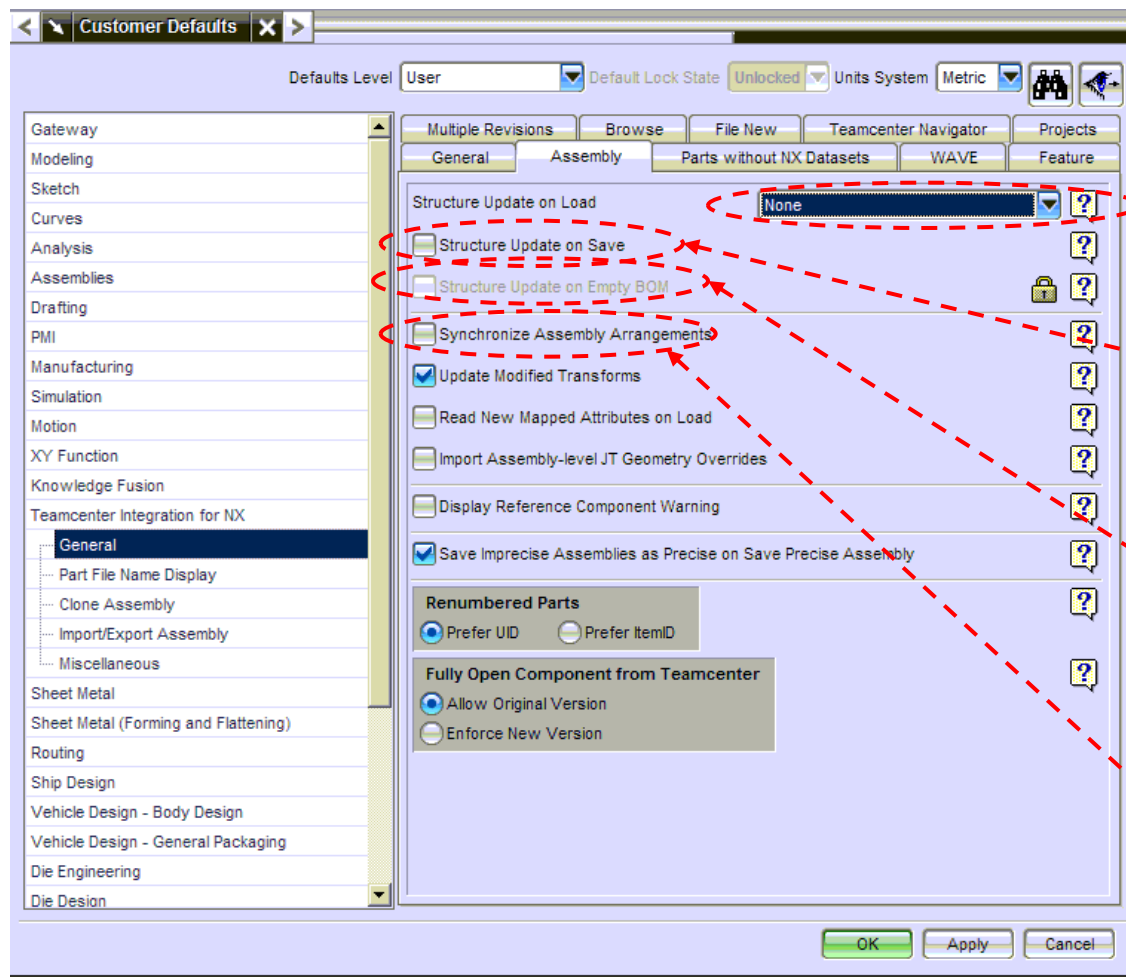 Customer Defaults
Defaults Level User Default Lock State Unlocked Units System Metric
Gateway
Modeling
Sketch
Curves
Analysis
Assemblies
Drafting
PMI
Manufacturing
Simulation
Motion
XY Function
Knowledge Fusion
Teamcenter Integration for NX
General
Part File Name Display
Clone Assembly
Import/Export Assembly
Miscellaneous
Sheet Metal
Sheet Metal (Forming and Flattening)
Routing
Ship Design
Vehicle Design - Body Design
Vehicle Design - General Packaging
Die Engineering
Die Design
Multiple Revisions Browse File New Teamcenter Navigator Projects
General Assembly Parts without NX Datasets WAVE Feature
Structure Update on Load None ?
Structure Update on Save ?
Structure Update on Empty BOM ?
Synchronize Assembly Arrangements ?
Update Modified Transforms ?
Read New Mapped Attributes on Load ?
Import Assembly-level JT Geometry Overrides ?
Display Reference Component Warning ?
Save Imprecise Assemblies as Precise on Save Precise Assembly ?
Renumbered Parts ?
Prefer UID Prefer ItemID
Fully Open Component from Teamcenter ?
Allow Original Version
Enforce New Version
OK Apply Cancel